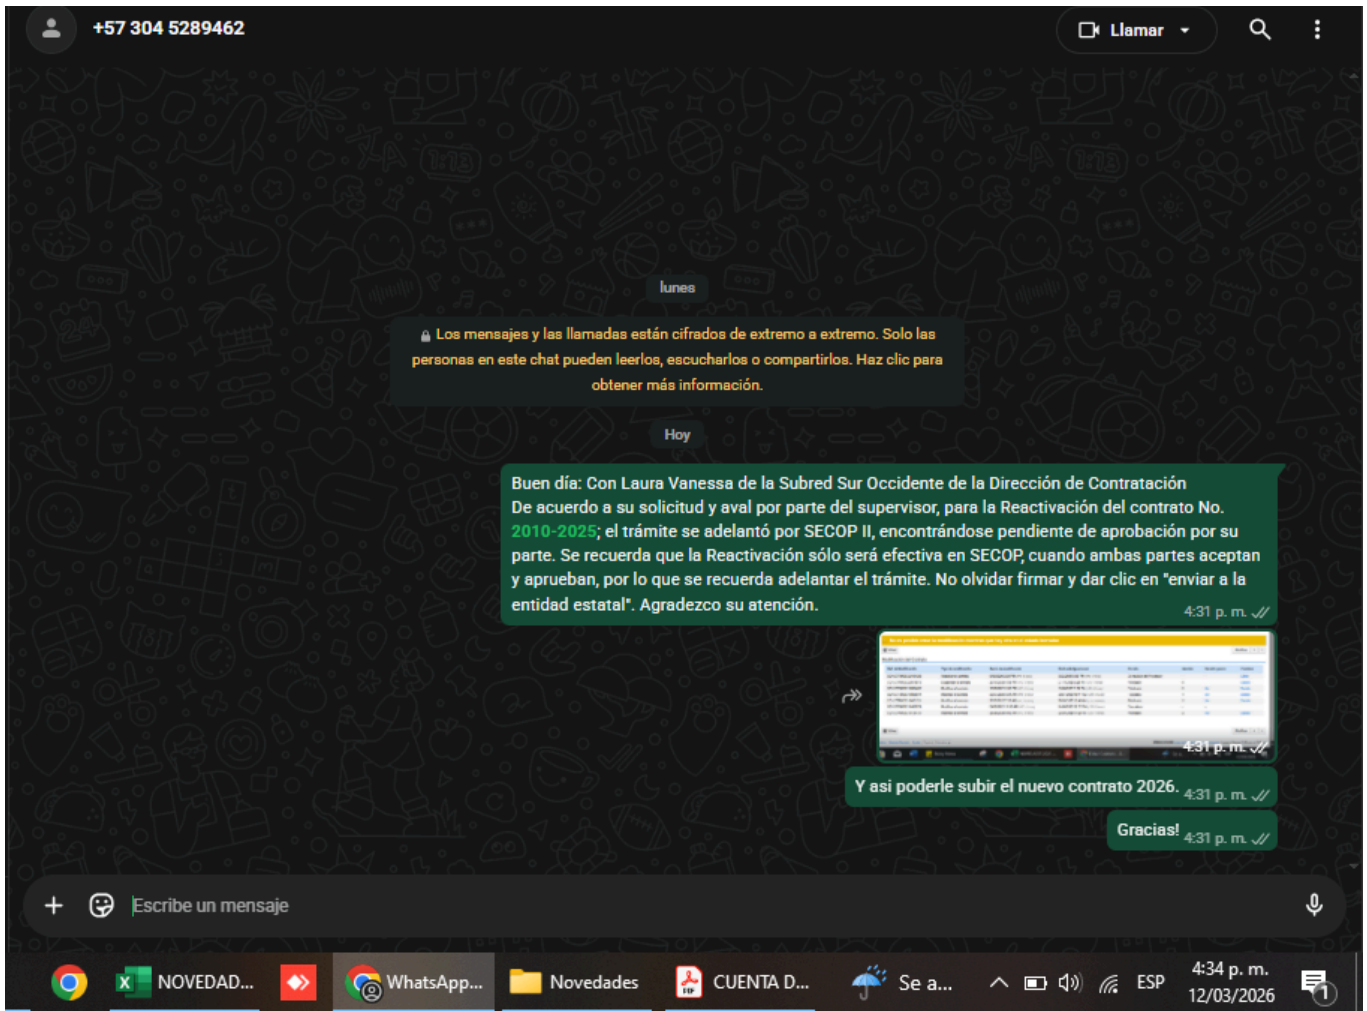 +57 304 5289462
Llamar
lunes
Los mensajes y las llamadas están cifrados de extremo a extremo. Solo las
personas en este chat pueden leerlos, escucharlos o compartirlos. Haz clic para
obtener más información.
Hoy
Buen día: Con Laura Vanessa de la Subred Sur Occidente de la Dirección de Contratación
De acuerdo a su solicitud y aval por parte del supervisor, para la Reactivación del contrato No.
2010-2025; el trámite se adelantó por SECOP II, encontrándose pendiente de aprobación por su
parte. Se recuerda que la Reactivación sólo será efectiva en SECOP, cuando ambas partes aceptan
y aprueban, por lo que se recuerda adelantar el trámite. No olvidar firmar y dar clic en "enviar a la
entidad estatal". Agradezco su atención.
4:31 p. m.
4:31 p. m.
Y asi poderle subir el nuevo contrato 2026. 4:31 p. m.
Gracias! 4:31 p. m.
Escribe un mensaje
NOVEDAD... WhatsApp... Novedades CUENTA D... Se a... ESP 4:34 p. m.
12/03/2026
1